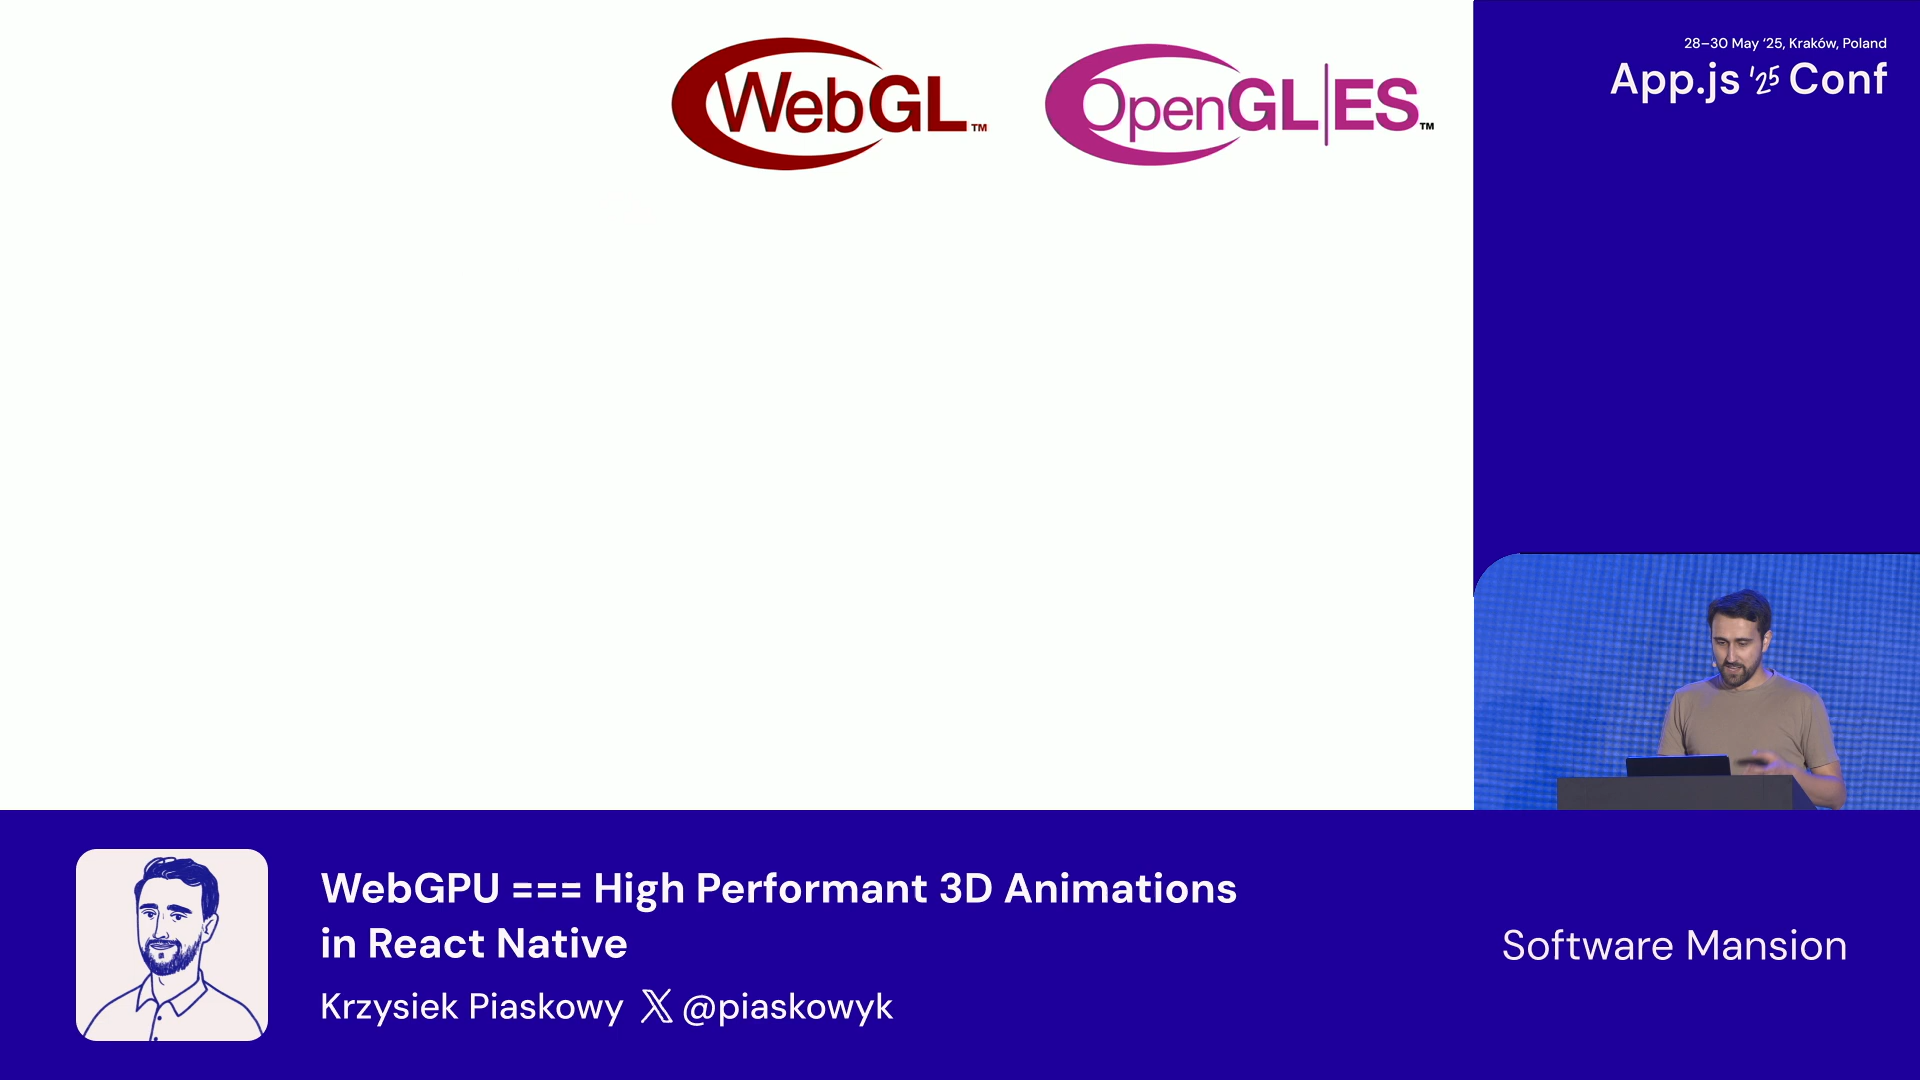 WebGL™
OpenGL|ES™
28–30 May ‘25, Kraków, Poland
App.js '25 Conf
WebGPU === High Performant 3D Animations
in React Native
Krzysiek Piaskowy 𝕏 @piaskowyk
Software Mansion